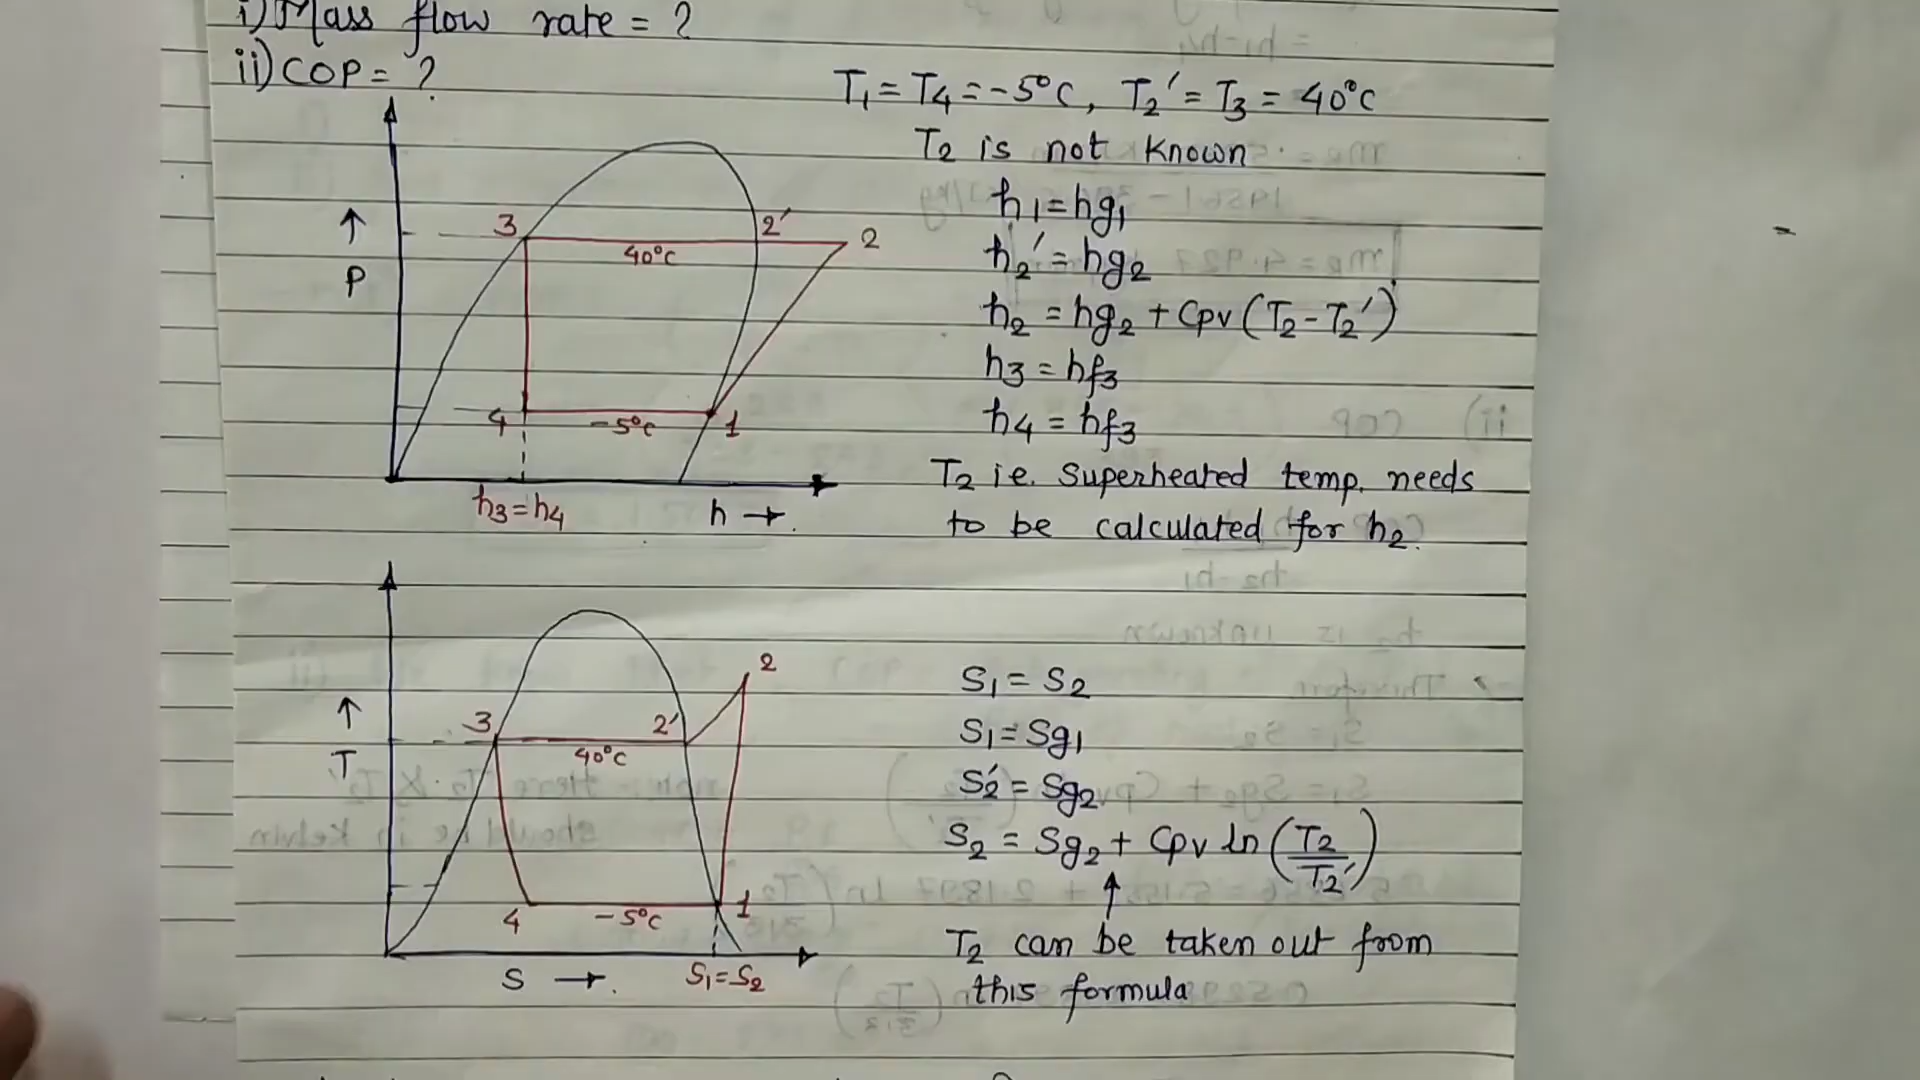 i) Mass flow rate = ?
ii) COP = ?
T₁ = T₄ = -5°C, T₂' = T₃ = 40°C
T₂ is not known
h₁ = hg₁
h₂' = hg₂
h₂ = hg₂ + Cpv (T₂ - T₂')
h₃ = hf₃
h₄ = hf₃
T₂ ie. Superheated temp. needs
to be calculated for h₂.
↑
P
3
2'
2
40°C
4
-5°C
1
h₃ = h₄
h →.
↑
T
3
2'
2
40°C
4
-5°C
1
S →.
S₁ = S₂
S₁ = S₂
S₁ = Sg₁
S₂' = Sg₂
S₂ = Sg₂ + Cpv ln (T₂/T₂')
↑
T₂ can be taken out from
this formula